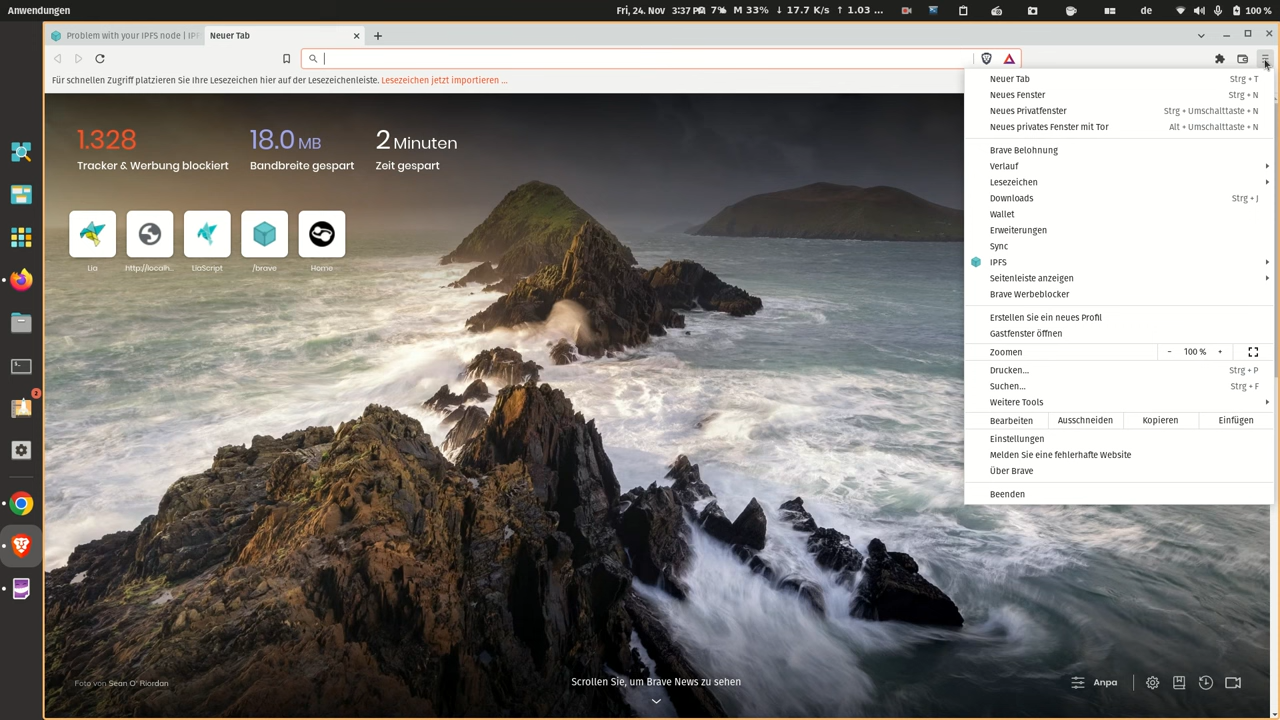 Anwendungen
Fri, 24. Nov 3:37 PM 7% M 33% ↓ 17.7 K/s ↑ 1.03 ...
de
100 %
Problem with your IPFS node | IPF
Neuer Tab
Für schnellen Zugriff platzieren Sie Ihre Lesezeichen hier auf der Lesezeichenleiste. Lesezeichen jetzt importieren ...
1.328
Tracker & Werbung blockiert
18.0 MB
Bandbreite gespart
2 Minuten
Zeit gespart
Lia
http://localh...
LiaScript
/brave
Home
Neuer Tab Strg + T
Neues Fenster Strg + N
Neues Privatfenster Strg + Umschalttaste + N
Neues privates Fenster mit Tor Alt + Umschalttaste + N
Brave Belohnung
Verlauf
Lesezeichen
Downloads Strg + J
Wallet
Erweiterungen
Sync
IPFS
Seitenleiste anzeigen
Brave Werbeblocker
Erstellen Sie ein neues Profil
Gastfenster öffnen
Zoomen - 100 % +
Drucken... Strg + P
Suchen... Strg + F
Weitere Tools
Bearbeiten Ausschneiden Kopieren Einfügen
Einstellungen
Melden Sie eine fehlerhafte Website
Über Brave
Beenden
2
Foto von Sean O' Riordan
Scrollen Sie, um Brave News zu sehen
Anpa